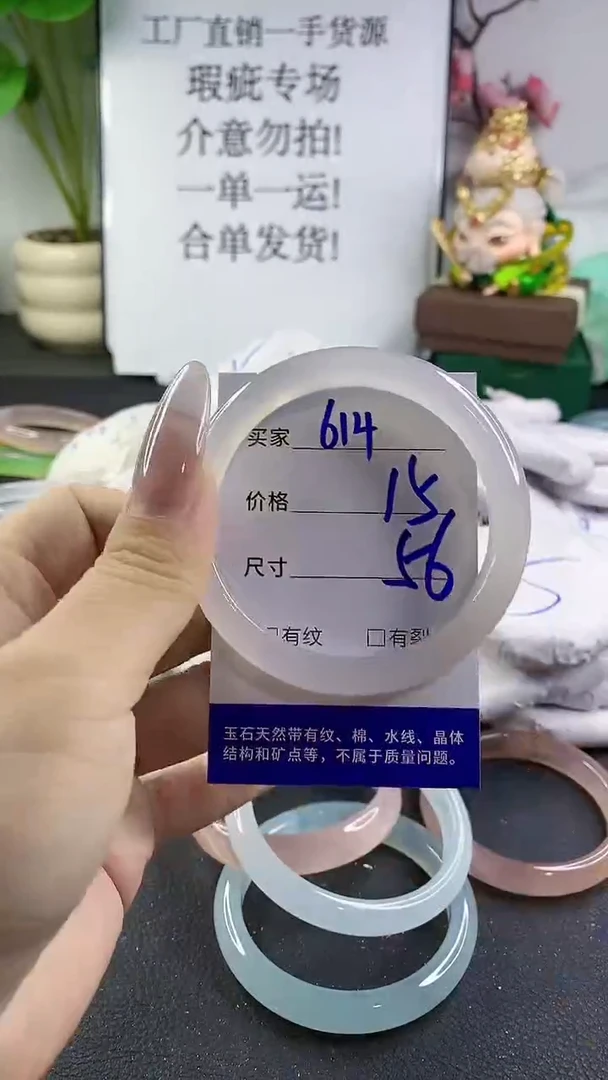 工厂直销一手货源
瑕疵专场
介意勿拍!
一单一运!
合单发货!
买家 614
价格 15
尺寸 56
□有纹 □有裂
玉石天然带有纹、棉、水线、晶体
结构和矿点等，不属于质量问题。